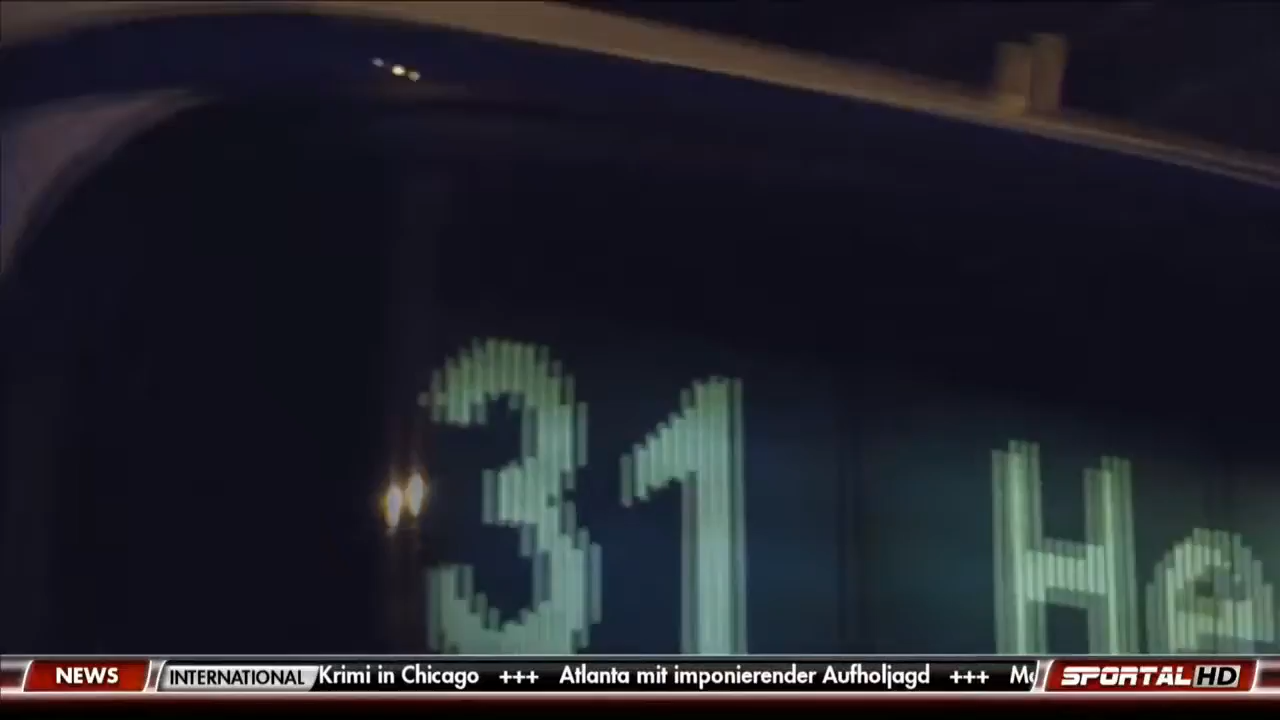 31 He
NEWS INTERNATIONAL Krimi in Chicago +++ Atlanta mit imponierender Aufholjagd +++ SPORTAL HD